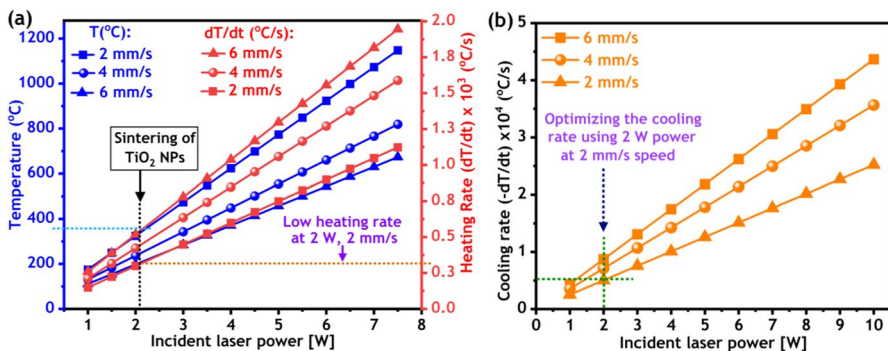 (a)
T(°C):
2 mm/s
4 mm/s
6 mm/s
dT/dt (°C/s):
6 mm/s
4 mm/s
2 mm/s
Sintering of
TiO₂ NPs
Low heating rate
at 2 W, 2 mm/s
Temperature (°C)
1200
1000
800
600
400
200
0
Heating Rate (dT/dt) x 10³ (°C/s)
2.0
1.8
1.5
1.3
1.0
0.8
0.5
0.3
0.0
1 2 3 4 5 6 7 8
Incident laser power [W]
(b)
6 mm/s
4 mm/s
2 mm/s
Optimizing the cooling
rate using 2 W power
at 2 mm/s speed
Cooling rate (-dT/dt) x10⁴ (°C/s)
5
4
3
2
1
0
0 1 2 3 4 5 6 7 8 9 10
Incident laser power [W]